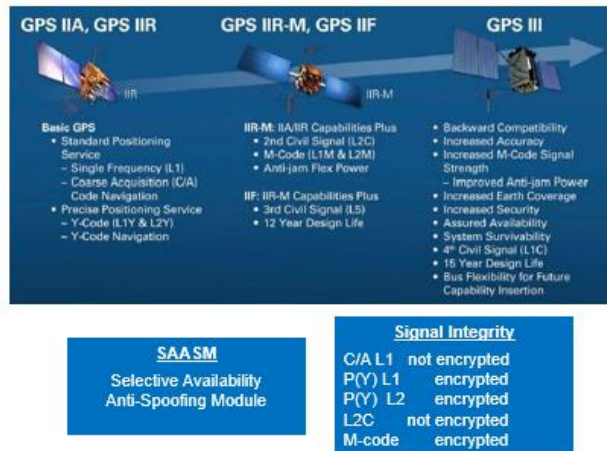 GPS IIA, GPS IIR
GPS IIR-M, GPS IIF
GPS III
IIR
IIR-M
Basic GPS
• Standard Positioning
Service
– Single Frequency (L1)
– Coarse Acquisition (C/A)
Code Navigation
• Precise Positioning Service
– Y-Code (L1Y & L2Y)
– Y-Code Navigation
IIR-M: IIA/IIR Capabilities Plus
• 2nd Civil Signal (L2C)
• M-Code (L1M & L2M)
• Anti-jam Flex Power
IIF: IIR-M Capabilities Plus
• 3rd Civil Signal (L5)
• 12 Year Design Life
• Backward Compatibility
• Increased Accuracy
• Increased M-Code Signal
Strength
– Improved Anti-jam Power
• Increased Earth Coverage
• Increased Security
• Assured Availability
• System Survivability
• 4th Civil Signal (L1C)
• 15 Year Design Life
• Bus Flexibility for Future
Capability Insertion
SAASM
Selective Availability
Anti-Spoofing Module
Signal Integrity
C/A L1 not encrypted
P(Y) L1 encrypted
P(Y) L2 encrypted
L2C not encrypted
M-code encrypted